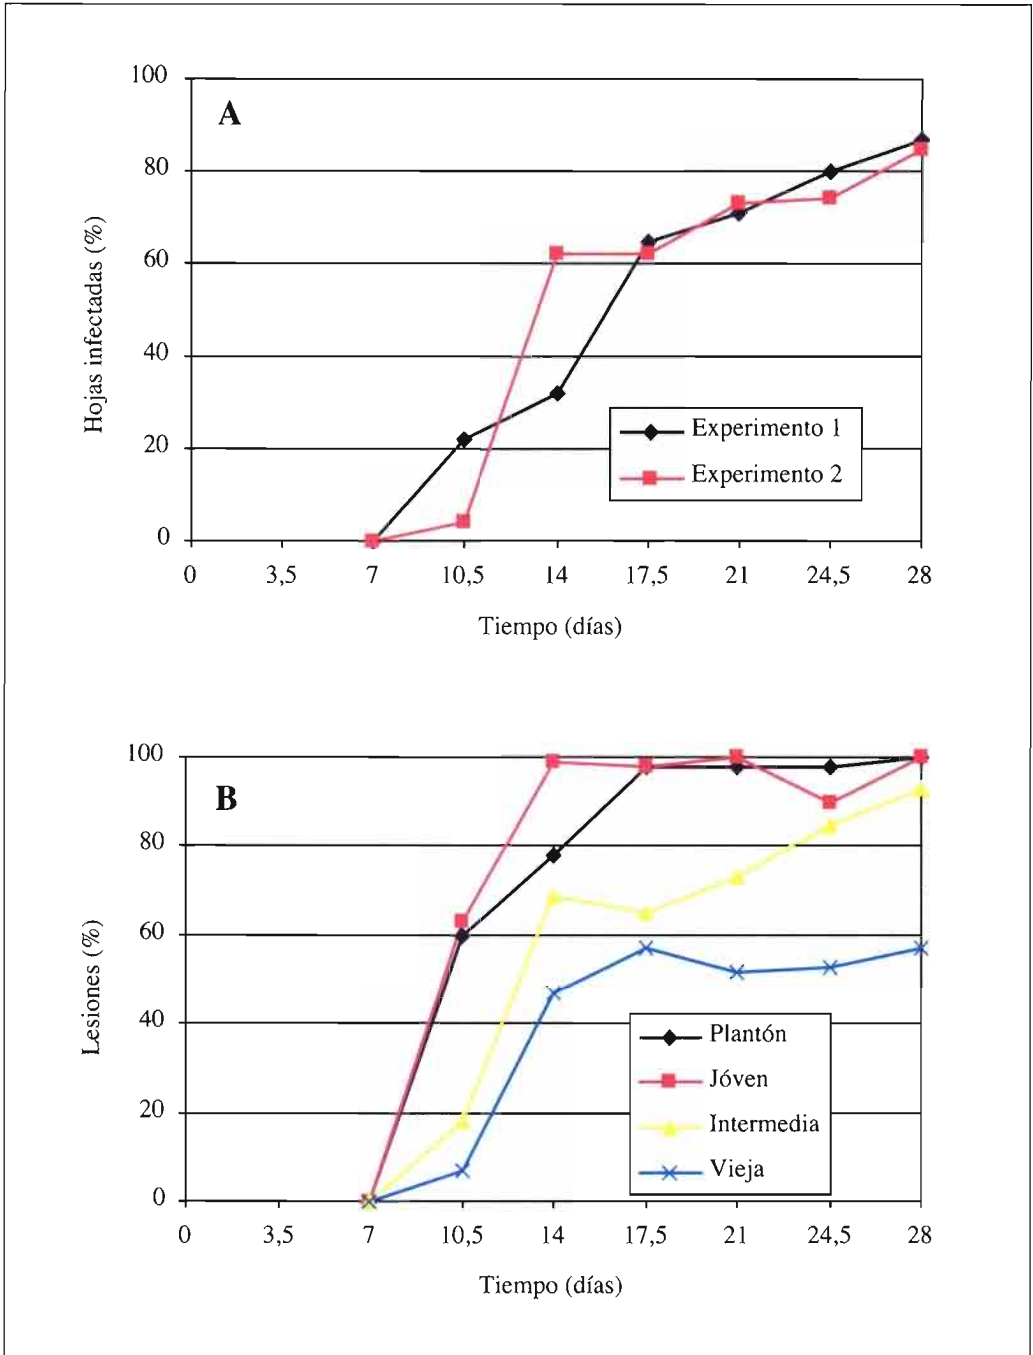 100
80
60
40
20
0
A
Hojas infectadas (%)
Experimento 1
Experimento 2
0 3,5 7 10,5 14 17,5 21 24,5 28
Tiempo (días)
100
80
60
40
20
0
B
Lesiones (%)
Plantón
Jóven
Intermedia
Vieja
0 3,5 7 10,5 14 17,5 21 24,5 28
Tiempo (días)